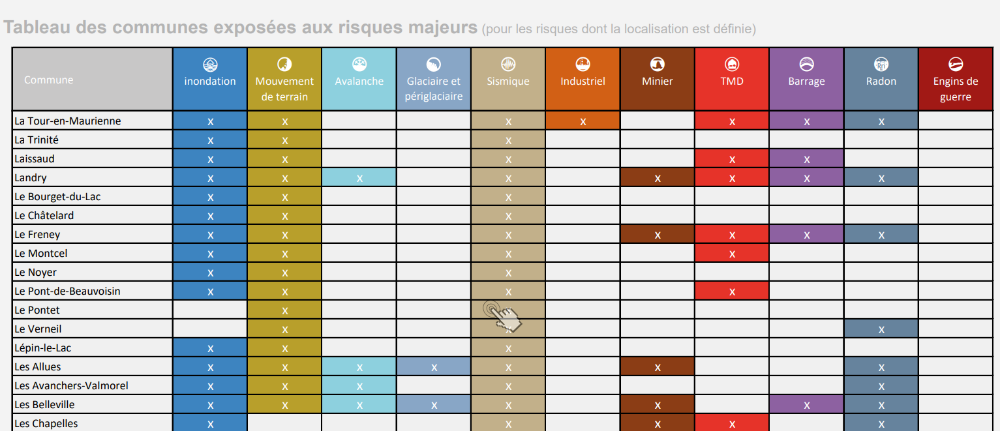 Tableau des communes exposées aux risques majeurs (pour les risques dont la localisation est définie)
Commune inondation Mouvement de terrain Avalanche Glaciaire et périglaciaire Sismique Industriel Minier TMD Barrage Radon Engins de guerre
La Tour-en-Maurienne x x x x x x x
La Trinité x x x
Laissaud x x x x x
Landry x x x x x x x x
Le Bourget-du-Lac x x x
Le Châtelard x x x
Le Freney x x x x x x x
Le Montcel x x x x
Le Noyer x x x
Le Pont-de-Beauvoisin x x x x
Le Pontet x x
Le Verneil x x x
Lépin-le-Lac x x x
Les Allues x x x x x x x
Les Avanchers-Valmorel x x x x x
Les Belleville x x x x x x x x
Les Chapelles x x x x x